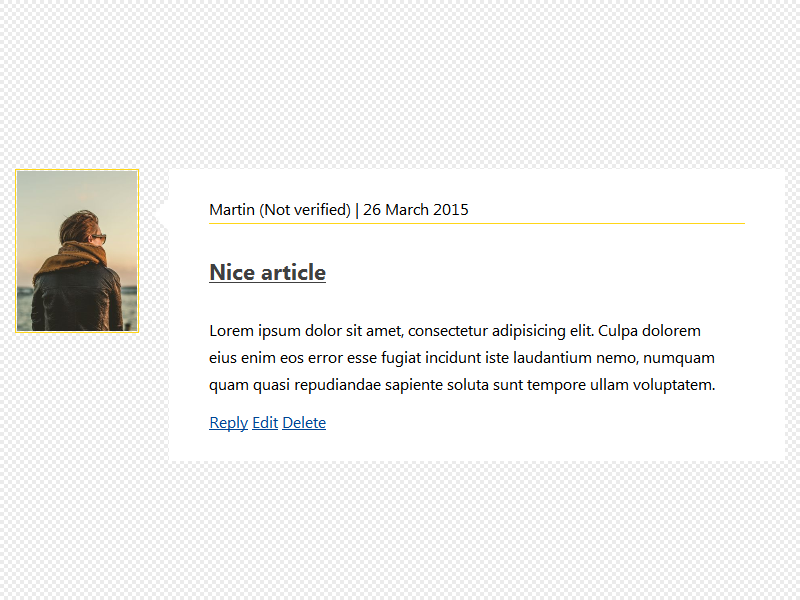 Martin (Not verified) | 26 March 2015
Nice article
Lorem ipsum dolor sit amet, consectetur adipisicing elit. Culpa dolorem
eius enim eos error esse fugiat incidunt iste laudantium nemo, numquam
quam quasi repudiandae sapiente soluta sunt tempore ullam voluptatem.
Reply Edit Delete